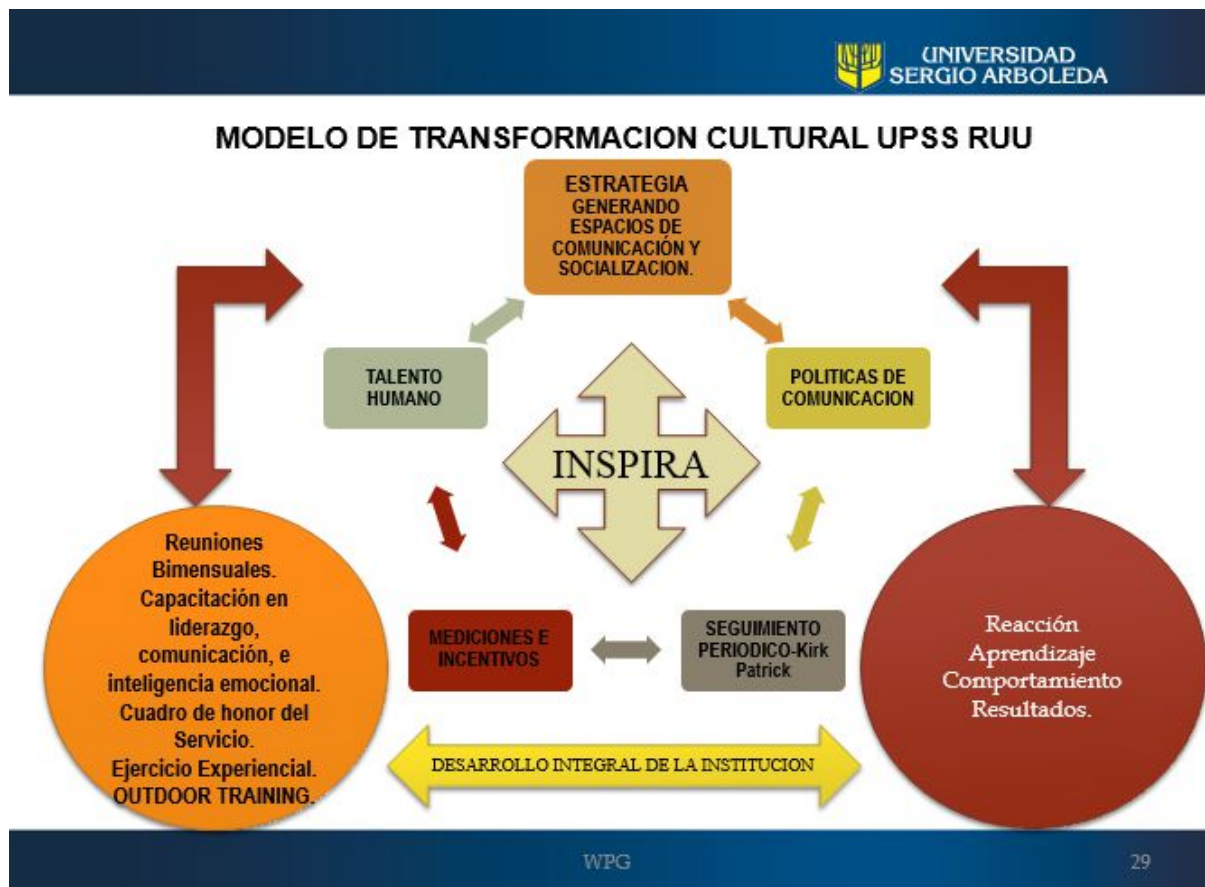 UNIVERSIDAD
SERGIO ARBOLEDA
MODELO DE TRANSFORMACION CULTURAL UPSS RUU
ESTRATEGIA
GENERANDO
ESPACIOS DE
COMUNICACIÓN Y
SOCIALIZACION.
TALENTO
HUMANO
POLITICAS DE
COMUNICACION
INSPIRA
Reuniones
Bimensuales.
Capacitación en
liderazgo,
comunicación, e
inteligencia emocional.
Cuadro de honor del
Servicio.
Ejercicio Experiencial.
OUTDOOR TRAINING.
MEDICIONES E
INCENTIVOS
SEGUIMIENTO
PERIODICO-Kirk
Patrick
Reacción
Aprendizaje
Comportamiento
Resultados.
DESARROLLO INTEGRAL DE LA INSTITUCION
WPG
29